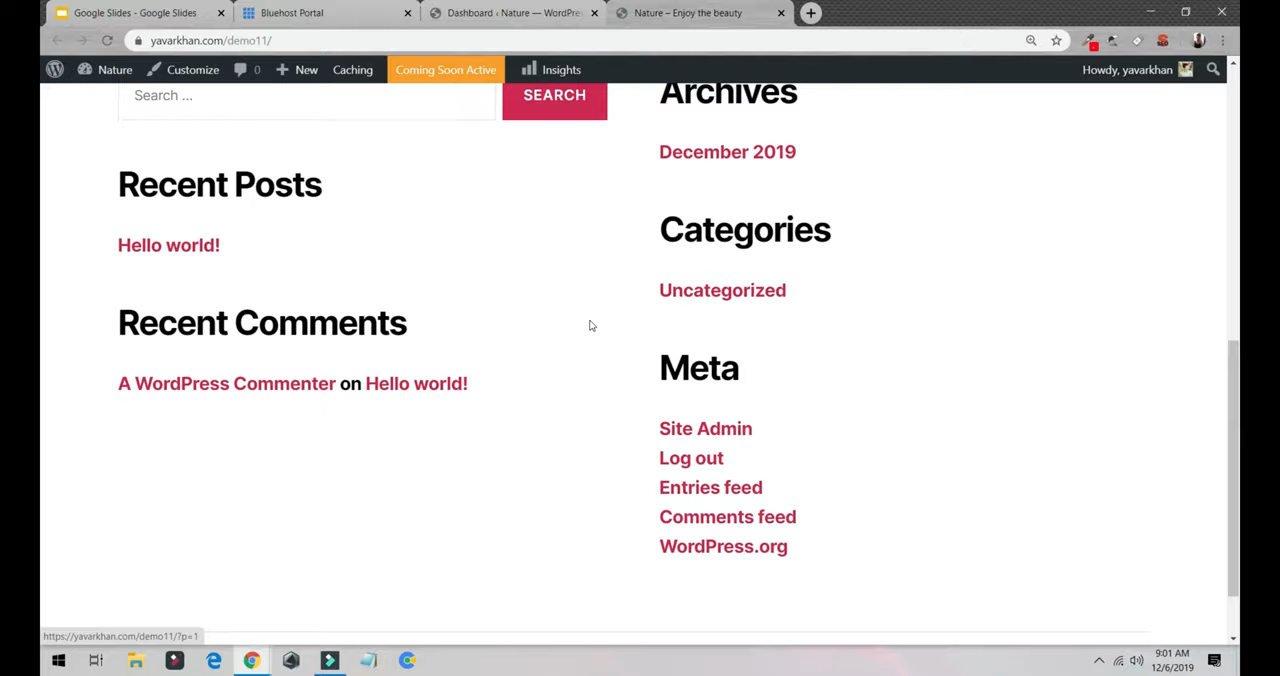 Google Slides - Google Slides
Bluehost Portal
Dashboard ‹ Nature — WordPre
Nature – Enjoy the beauty
yavarkhan.com/demo11/
Nature
Customize
0
New
Caching
Coming Soon Active
Insights
Howdy, yavarkhan
Search ...
SEARCH
Recent Posts
Hello world!
Recent Comments
A WordPress Commenter on Hello world!
Archives
December 2019
Categories
Uncategorized
Meta
Site Admin
Log out
Entries feed
Comments feed
WordPress.org
https://yavarkhan.com/demo11/?p=1
9:01 AM
12/6/2019